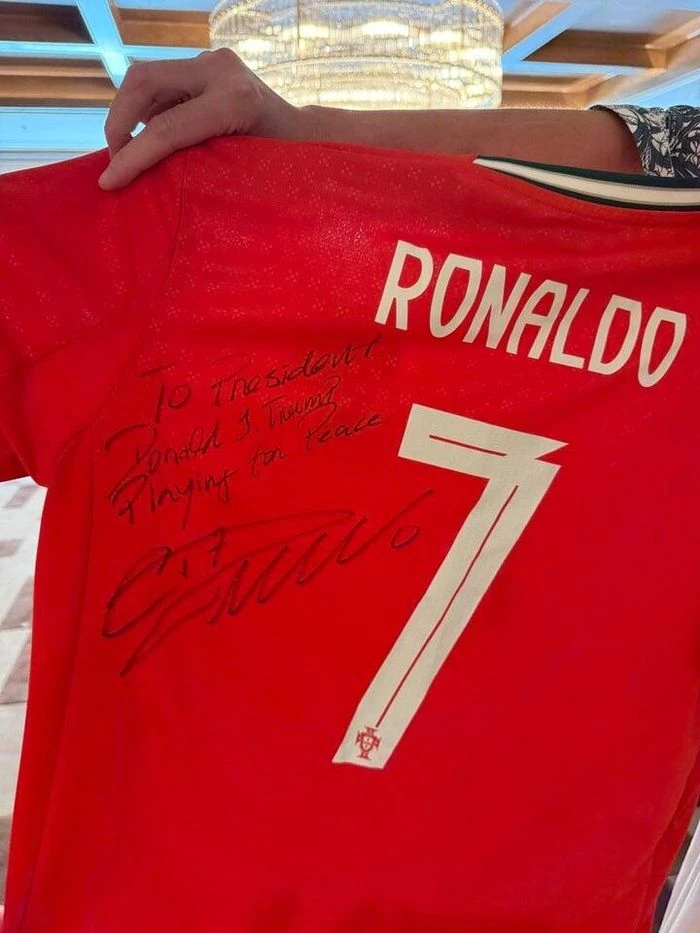 RONALDO
7
To President
Donald J. Trump
Playing for Peace